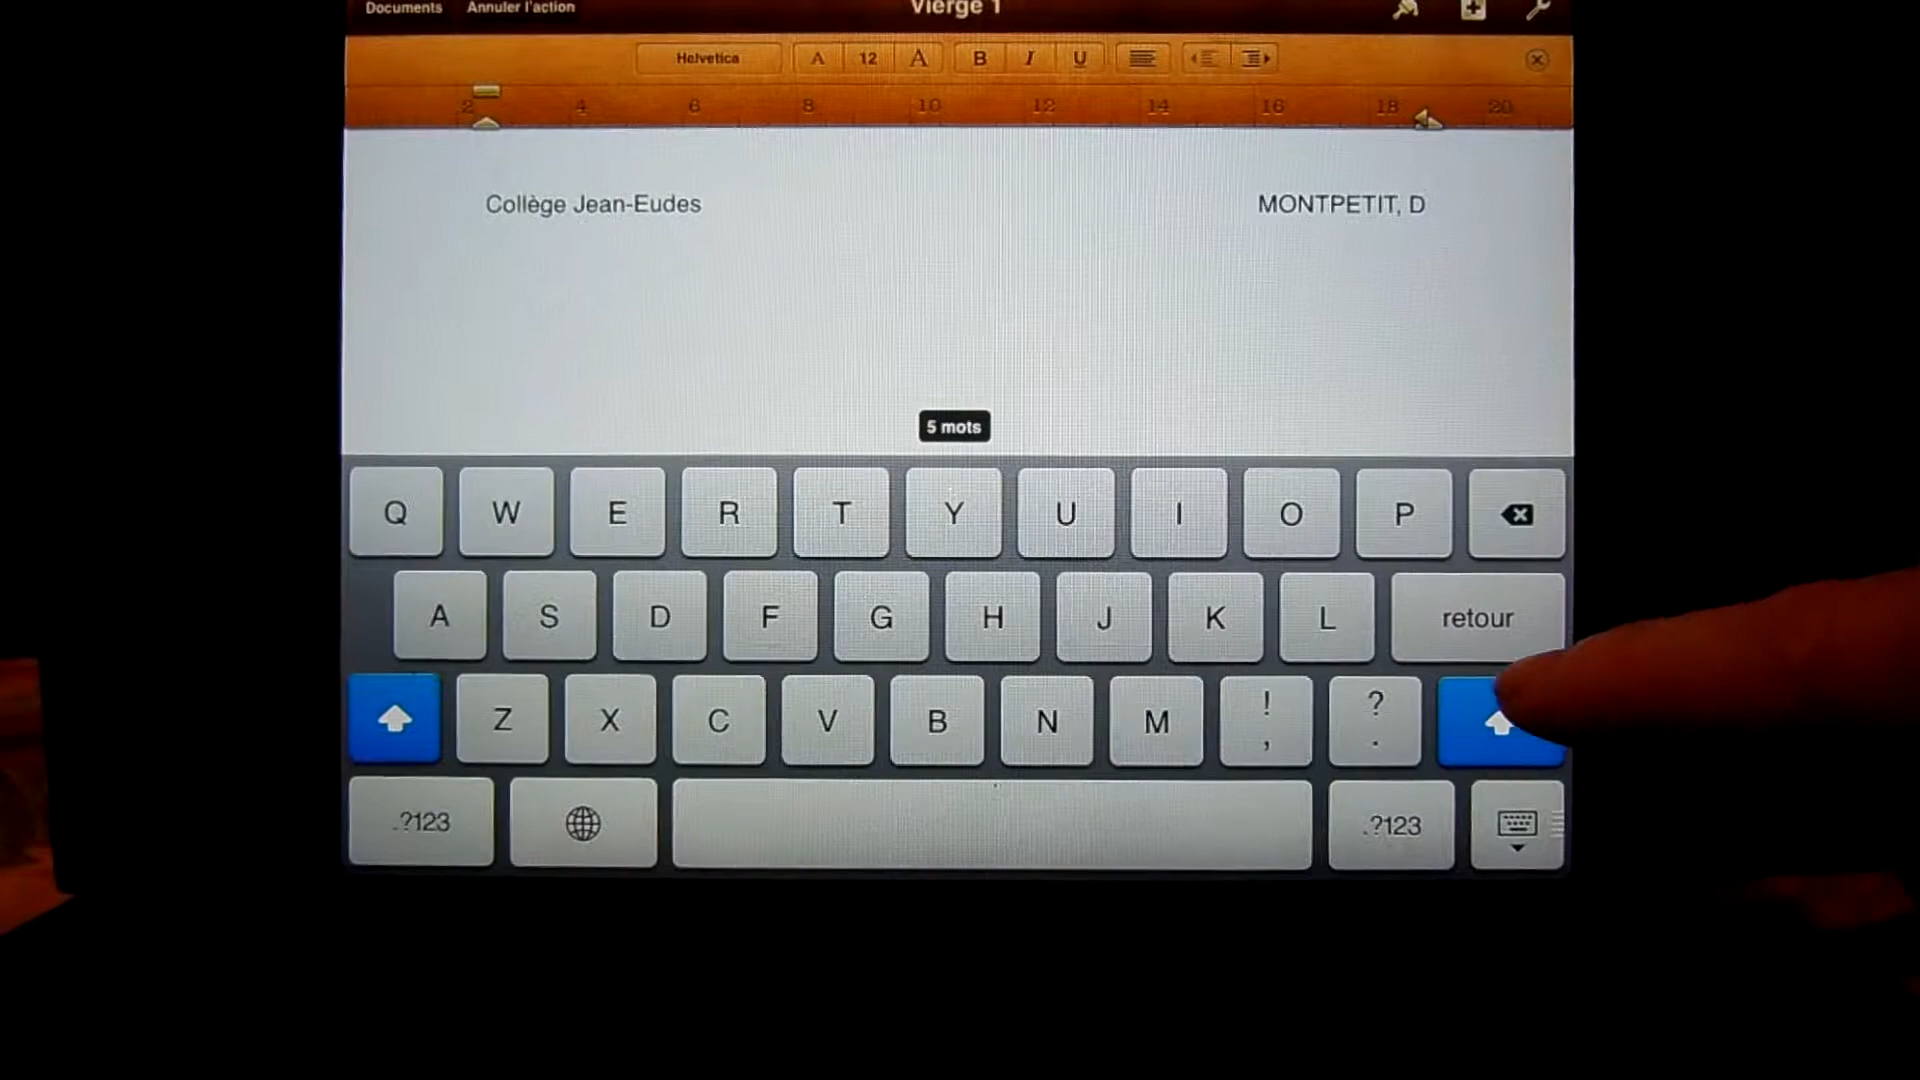 Documents Annuler l'action Vierge 1
Helvetica A 12 A B I U
2 4 6 8 10 12 14 16 18 20
Collège Jean-Eudes MONTPETIT, D
5 mots
Q W E R T Y U I O P
A S D F G H J K L retour
Z X C V B N M ! , ? .
.?123 .?123